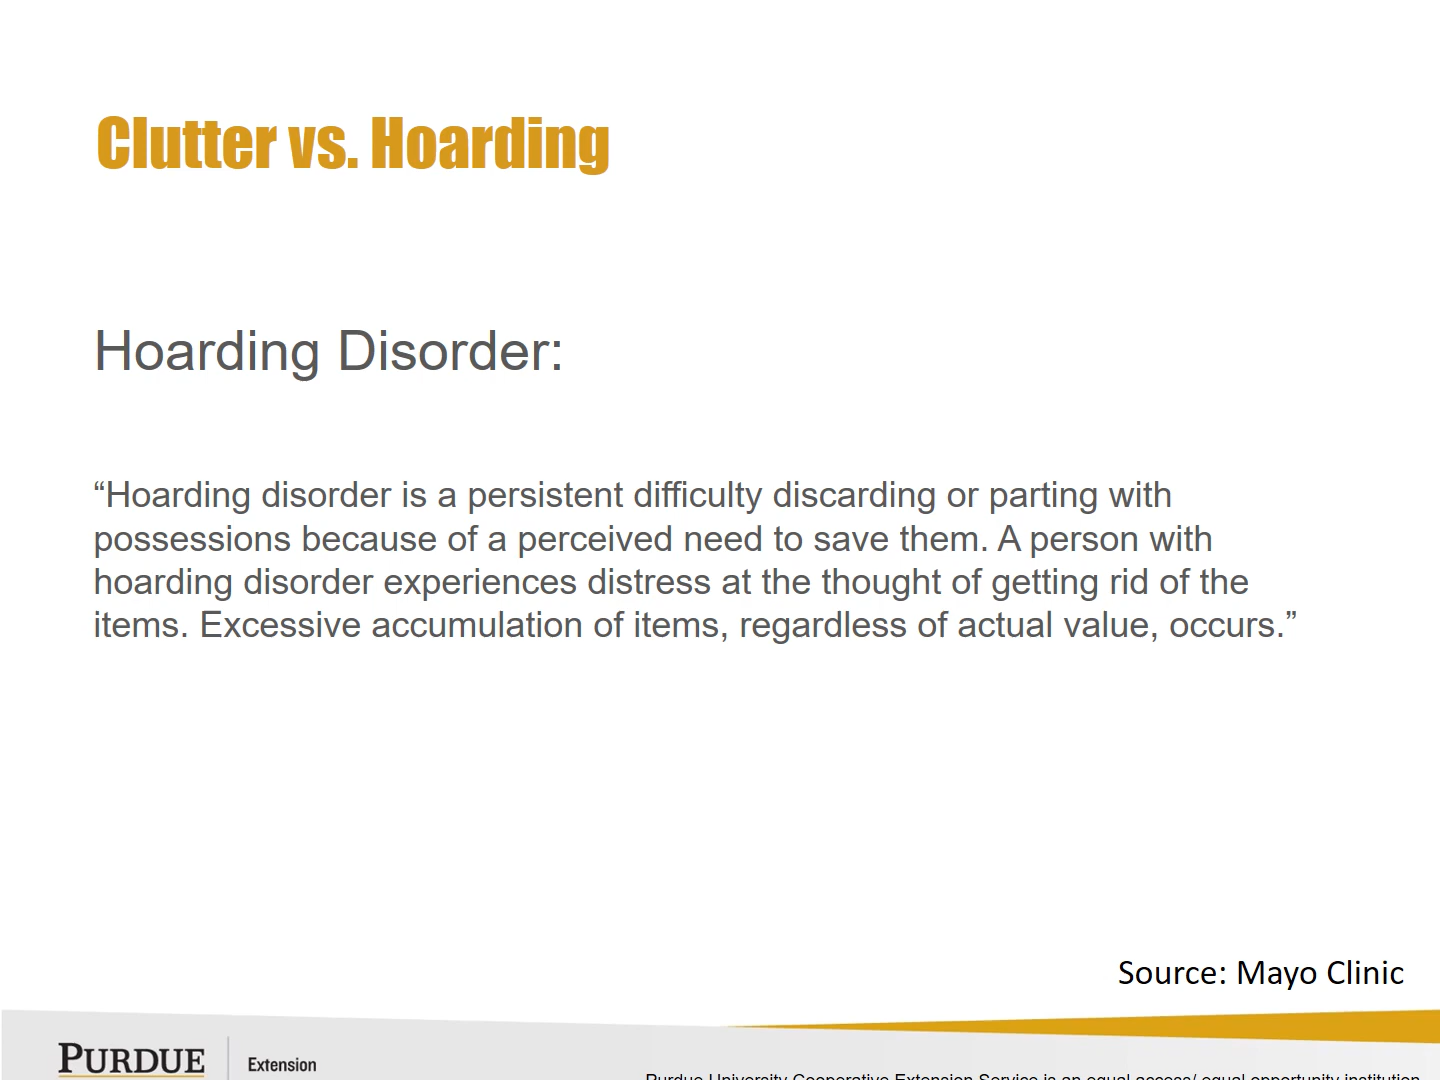 Clutter vs. Hoarding
Hoarding Disorder:
“Hoarding disorder is a persistent difficulty discarding or parting with
possessions because of a perceived need to save them. A person with
hoarding disorder experiences distress at the thought of getting rid of the
items. Excessive accumulation of items, regardless of actual value, occurs.”
Source: Mayo Clinic
PURDUE
Extension
Purdue University Cooperative Extension Service is an equal access/ equal opportunity institution